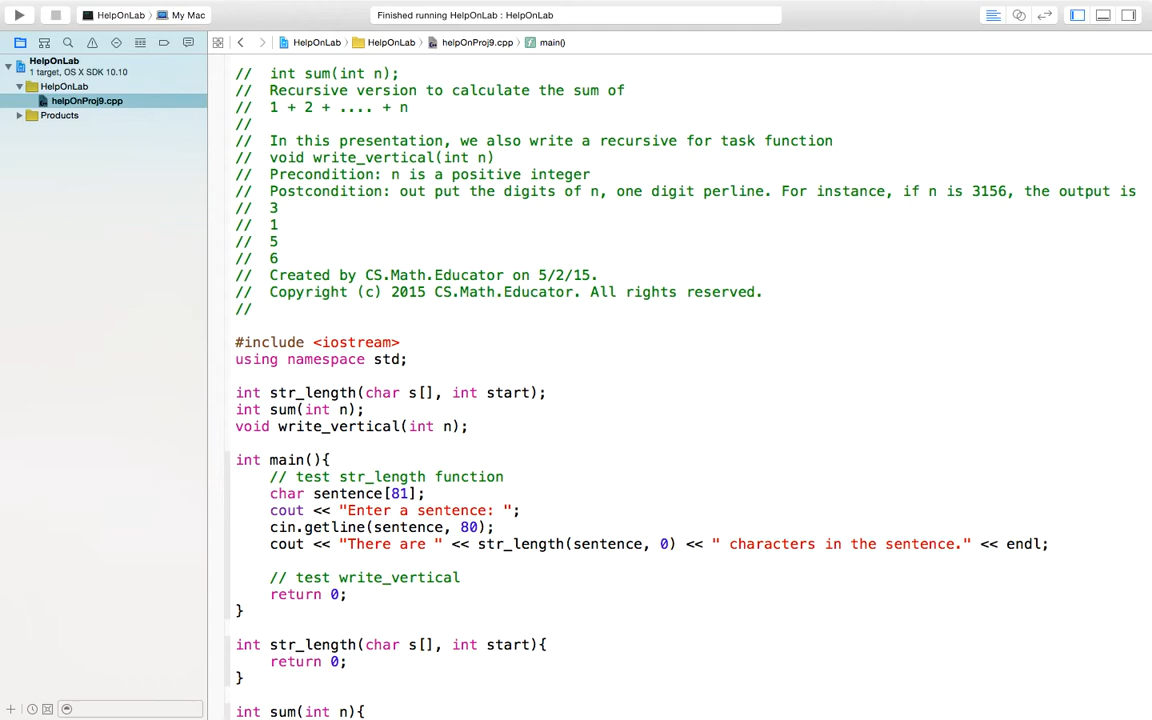 HelpOnLab › My Mac
Finished running HelpOnLab : HelpOnLab
HelpOnLab › HelpOnLab › helpOnProj9.cpp › main()
HelpOnLab
1 target, OS X SDK 10.10
HelpOnLab
helpOnProj9.cpp
Products
//  int sum(int n);
//  Recursive version to calculate the sum of
//  1 + 2 + .... + n
//
//  In this presentation, we also write a recursive for task function
//  void write_vertical(int n)
//  Precondition: n is a positive integer
//  Postcondition: out put the digits of n, one digit perline. For instance, if n is 3156, the output is
//  3
//  1
//  5
//  6
//  Created by CS.Math.Educator on 5/2/15.
//  Copyright (c) 2015 CS.Math.Educator. All rights reserved.
//
#include <iostream>
using namespace std;
int str_length(char s[], int start);
int sum(int n);
void write_vertical(int n);
int main(){
    // test str_length function
    char sentence[81];
    cout << "Enter a sentence: ";
    cin.getline(sentence, 80);
    cout << "There are " << str_length(sentence, 0) << " characters in the sentence." << endl;
    // test write_vertical
    return 0;
}
int str_length(char s[], int start){
    return 0;
}
int sum(int n){